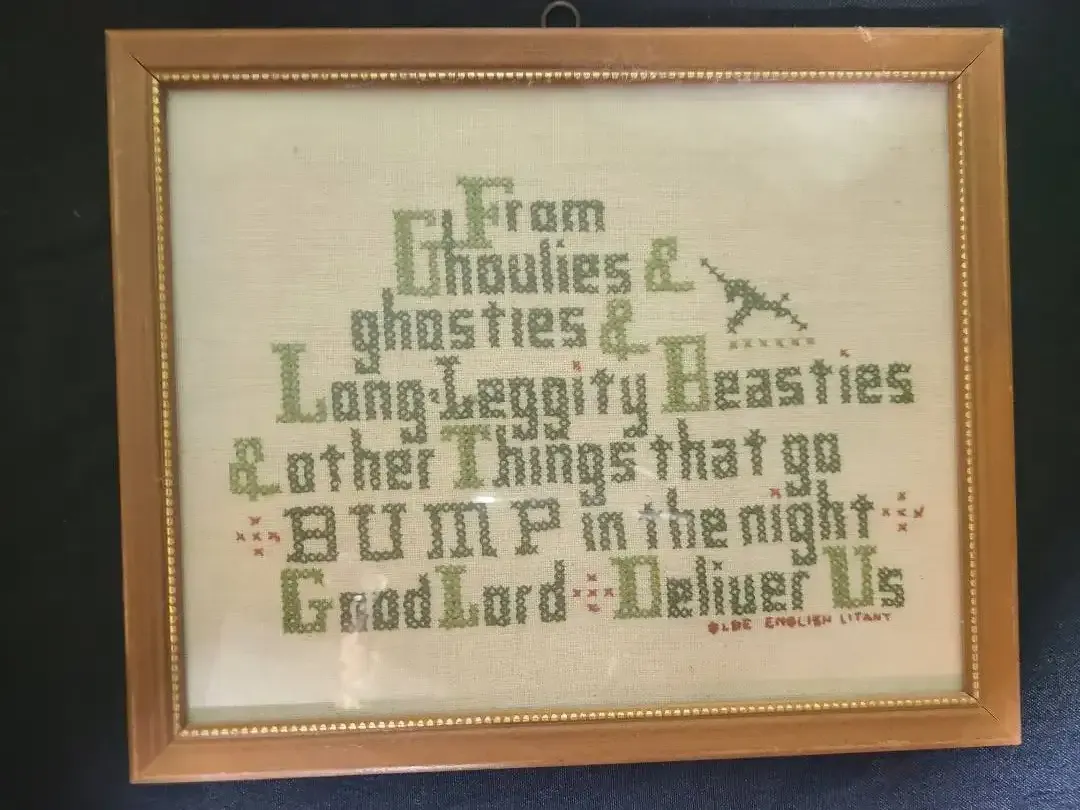 From
Ghoulies &
ghosties &
Long-Leggity Beasties
& other Things that go
BUMP in the night
Good Lord Deliver Us
OLDE ENGLISH LITANY